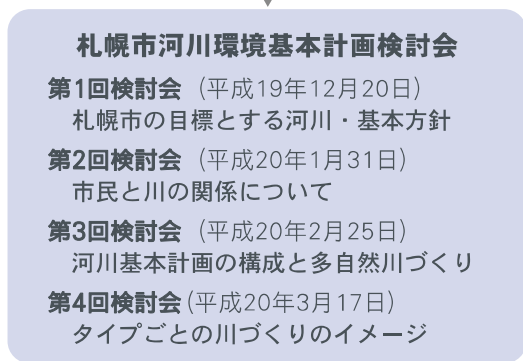 札幌市河川環境基本計画検討会
第1回検討会 (平成19年12月20日)
札幌市の目標とする河川・基本方針
第2回検討会 (平成20年1月31日)
市民と川の関係について
第3回検討会 (平成20年2月25日)
河川基本計画の構成と多自然川づくり
第4回検討会(平成20年3月17日)
タイプごとの川づくりのイメージ